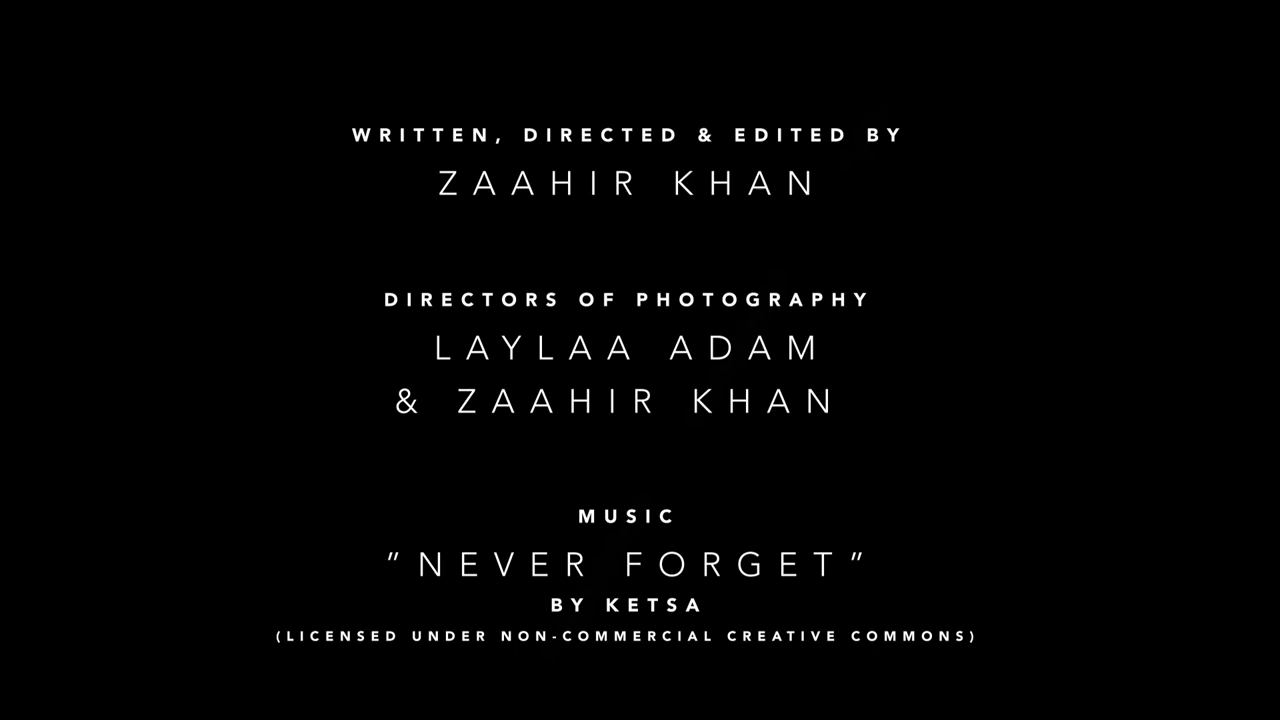 WRITTEN, DIRECTED & EDITED BY
ZAAHIR KHAN
DIRECTORS OF PHOTOGRAPHY
LAYLAA ADAM
& ZAAHIR KHAN
MUSIC
"NEVER FORGET"
BY KETSA
(LICENSED UNDER NON-COMMERCIAL CREATIVE COMMONS)